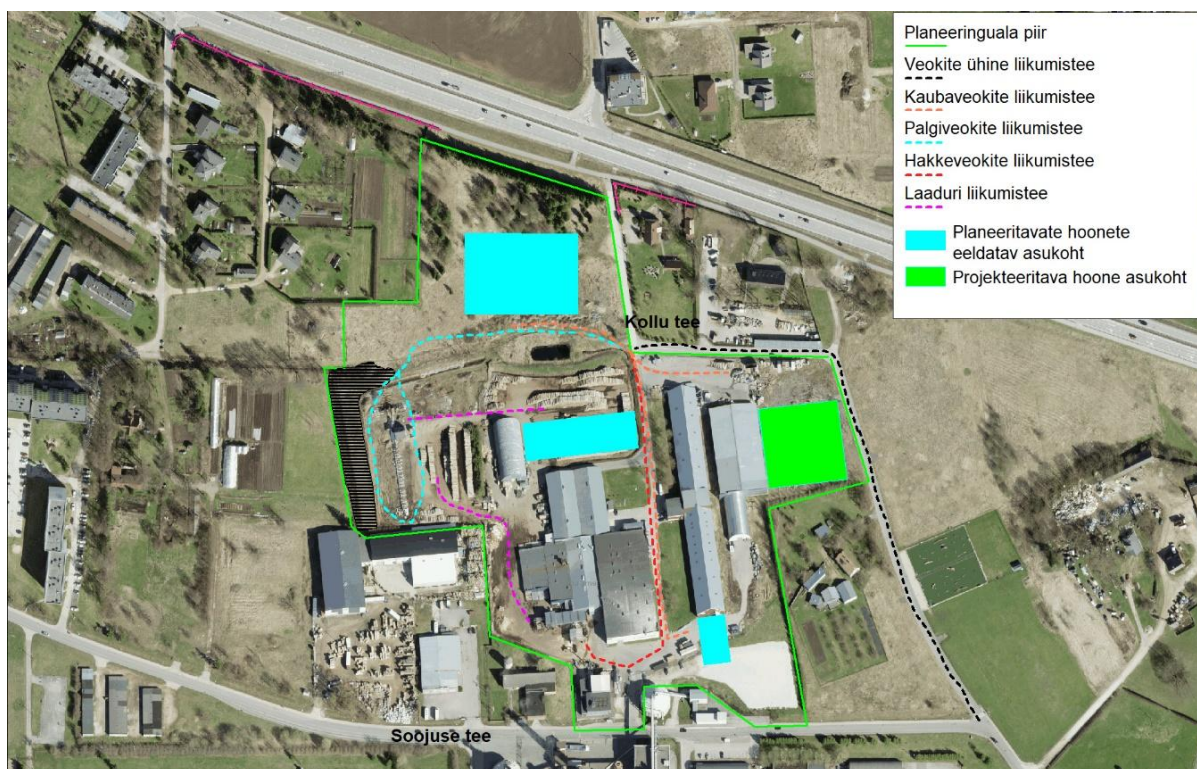 Planeeringuala piir
Veokite ühine liikumistee
Kaubaveokite liikumistee
Palgiveokite liikumistee
Hakkeveokite liikumistee
Laaduri liikumistee
Planeeritavate hoonete
eeldatav asukoht
Projekteeritava hoone asukoht
Kollu tee
Soojuse tee